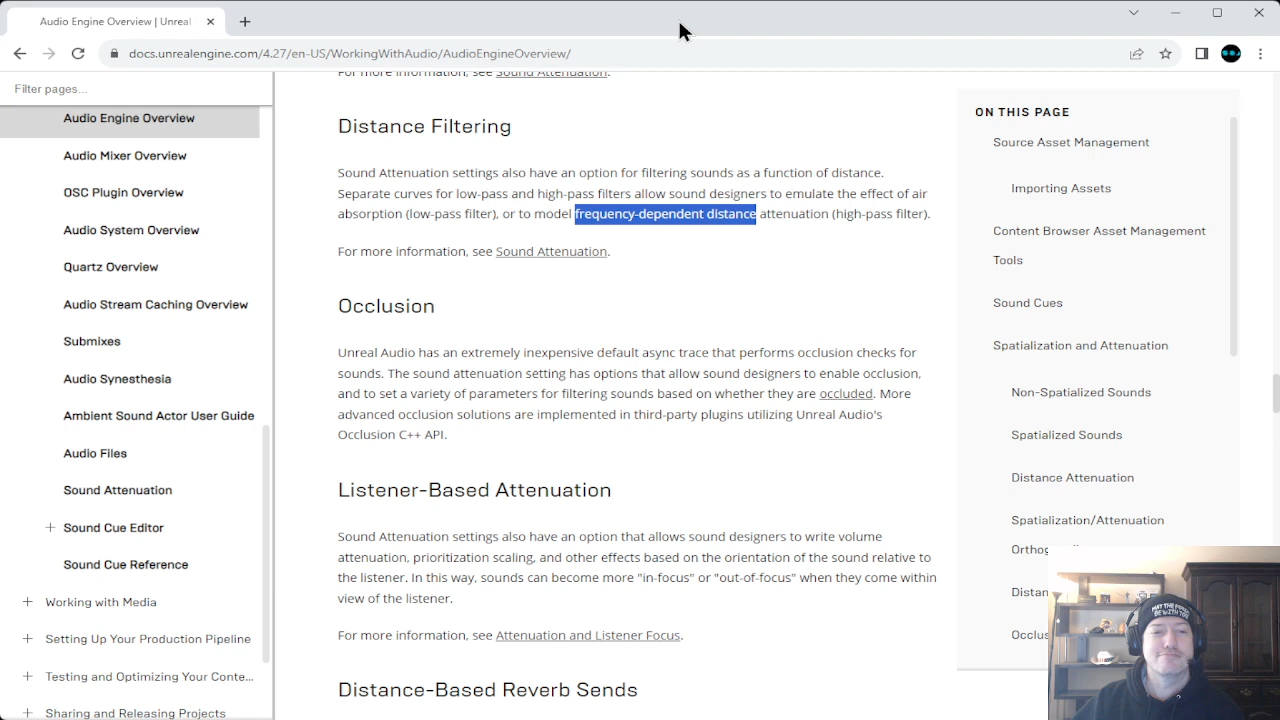 Audio Engine Overview | Unreal
docs.unrealengine.com/4.27/en-US/WorkingWithAudio/AudioEngineOverview/
Filter pages...
Audio Engine Overview
Audio Mixer Overview
OSC Plugin Overview
Audio System Overview
Quartz Overview
Audio Stream Caching Overview
Submixes
Audio Synesthesia
Ambient Sound Actor User Guide
Audio Files
Sound Attenuation
Sound Cue Editor
Sound Cue Reference
Working with Media
Setting Up Your Production Pipeline
Testing and Optimizing Your Conte...
Sharing and Releasing Projects
For more information, see Sound Attenuation.
Distance Filtering
Sound Attenuation settings also have an option for filtering sounds as a function of distance.
Separate curves for low-pass and high-pass filters allow sound designers to emulate the effect of air
absorption (low-pass filter), or to model frequency-dependent distance attenuation (high-pass filter).
For more information, see Sound Attenuation.
Occlusion
Unreal Audio has an extremely inexpensive default async trace that performs occlusion checks for
sounds. The sound attenuation setting has options that allow sound designers to enable occlusion,
and to set a variety of parameters for filtering sounds based on whether they are occluded. More
advanced occlusion solutions are implemented in third-party plugins utilizing Unreal Audio's
Occlusion C++ API.
Listener-Based Attenuation
Sound Attenuation settings also have an option that allows sound designers to write volume
attenuation, prioritization scaling, and other effects based on the orientation of the sound relative to
the listener. In this way, sounds can become more "in-focus" or "out-of-focus" when they come within
view of the listener.
For more information, see Attenuation and Listener Focus.
Distance-Based Reverb Sends
ON THIS PAGE
Source Asset Management
Importing Assets
Content Browser Asset Management
Tools
Sound Cues
Spatialization and Attenuation
Non-Spatialized Sounds
Spatialized Sounds
Distance Attenuation
Spatialization/Attenuation
Orthog
Distan
Occlus